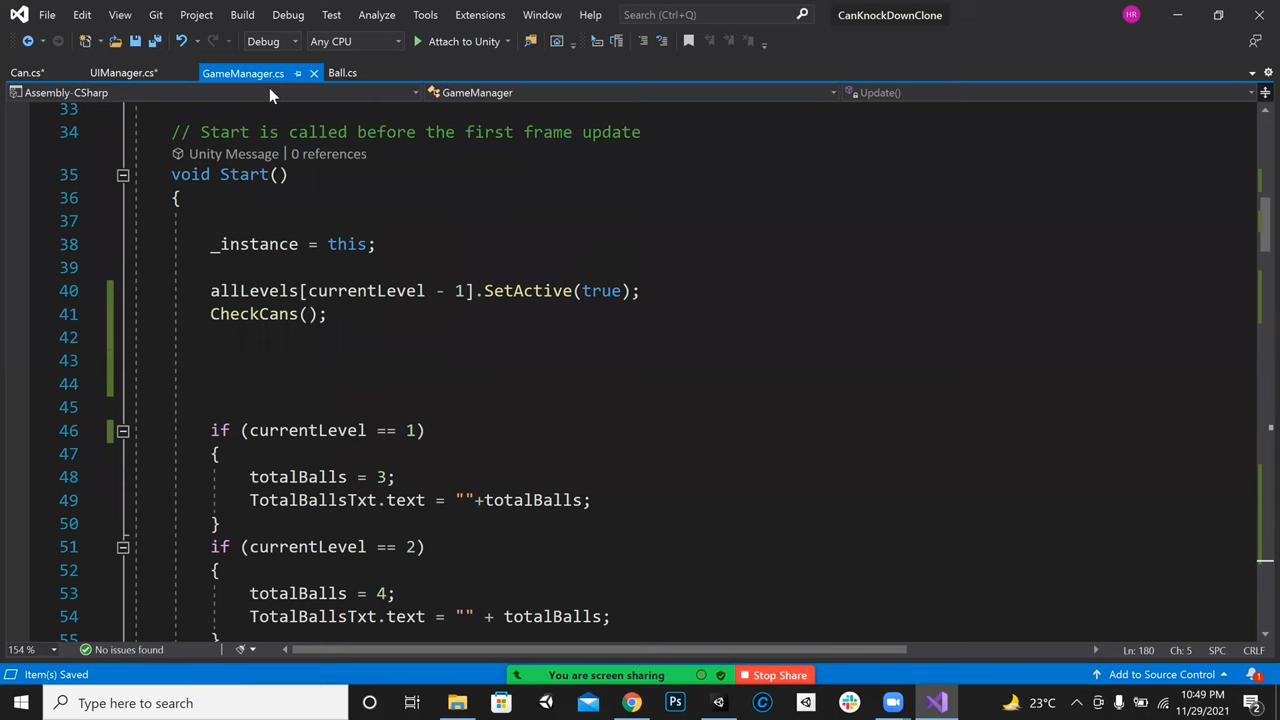 File Edit View Git Project Build Debug Test Analyze Tools Extensions Window Help Search (Ctrl+Q) CanKnockDownClone HR
Debug Any CPU Attach to Unity
Can.cs* UIManager.cs* GameManager.cs Ball.cs
Assembly-CSharp GameManager Update()
33
34 // Start is called before the first frame update
Unity Message | 0 references
35 void Start()
36 {
37
38 _instance = this;
39
40 allLevels[currentLevel - 1].SetActive(true);
41 CheckCans();
42
43
44
45
46 if (currentLevel == 1)
47 {
48 totalBalls = 3;
49 TotalBallsTxt.text = ""+totalBalls;
50 }
51 if (currentLevel == 2)
52 {
53 totalBalls = 4;
54 TotalBallsTxt.text = "" + totalBalls;
55 }
154 % No issues found Ln: 180 Ch: 5 SPC CRLF
Item(s) Saved You are screen sharing Stop Share Add to Source Control 1
Type here to search Ps 23°C 10:49 PM
11/29/2021